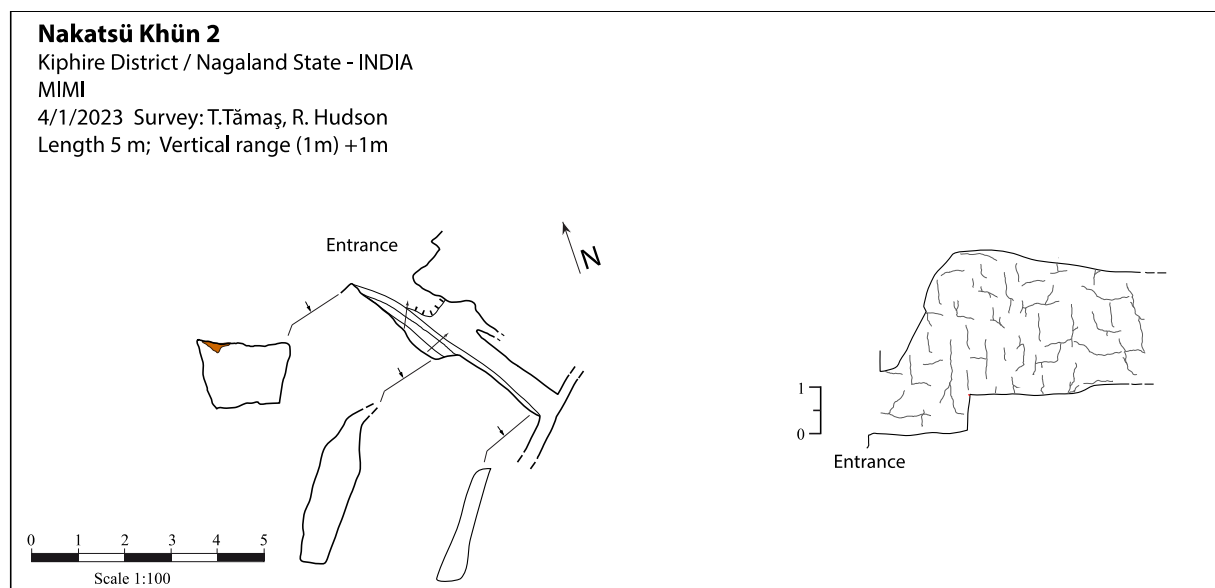 Nakatsü Khün 2
Kiphire District / Nagaland State - INDIA
MIMI
4/1/2023 Survey: T.Tămaş, R. Hudson
Length 5 m; Vertical range (1m) +1m
Entrance
N
1
0
Entrance
0 1 2 3 4 5
Scale 1:100